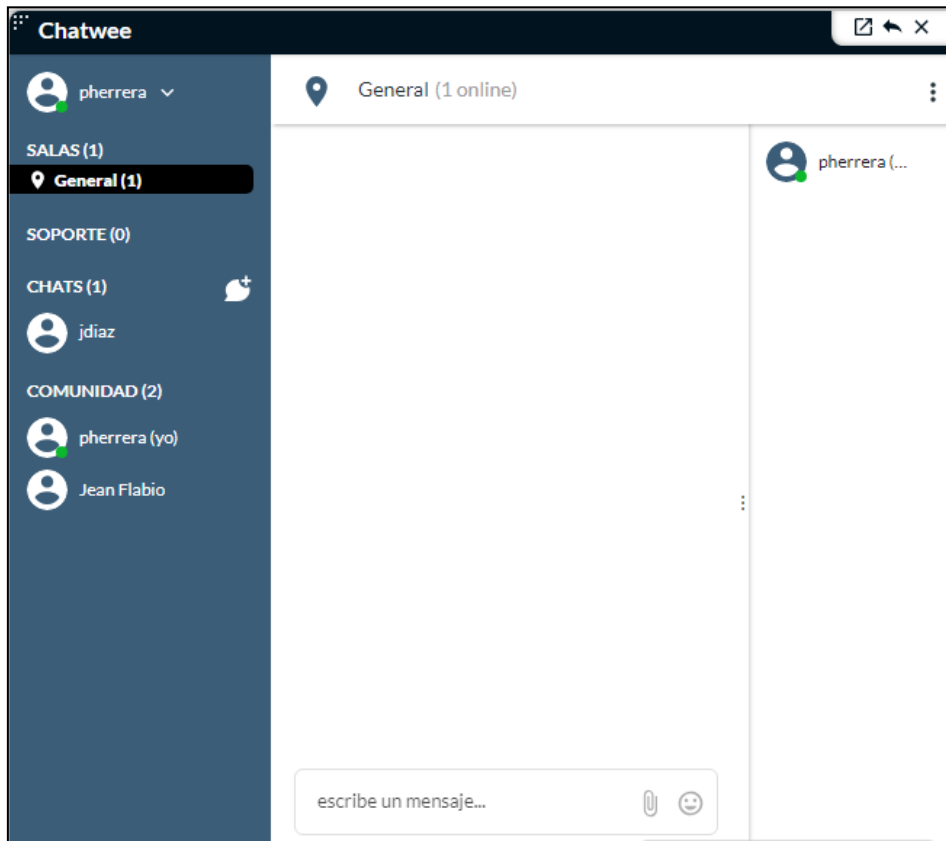 Chatwee
pherrera
SALAS (1)
General (1)
SOPORTE (0)
CHATS (1)
jdiaz
COMUNIDAD (2)
pherrera (yo)
Jean Flabio
General (1 online)
pherrera (...
escribe un mensaje...